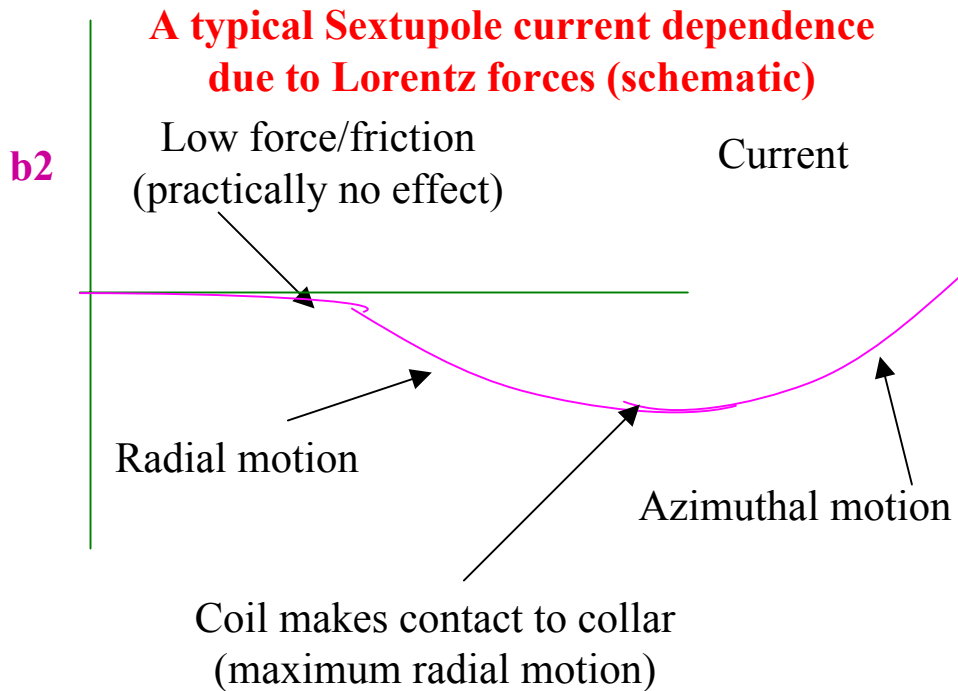 A typical Sextupole current dependence
due to Lorentz forces (schematic)
Low force/friction
(practically no effect)
Current
b2
Radial motion
Azimuthal motion
Coil makes contact to collar
(maximum radial motion)